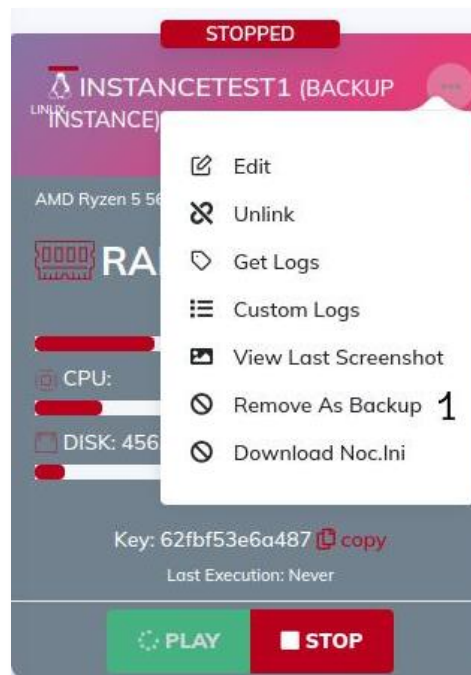 STOPPED
INSTANCETEST1 (BACKUP
LINUX
INSTANCE)
Edit
AMD Ryzen 5 56
Unlink
Get Logs
Custom Logs
View Last Screenshot
CPU:
Remove As Backup 1
DISK: 456
Download Noc.Ini
Key: 62fbf53e6a487 copy
Last Execution: Never
PLAY
STOP